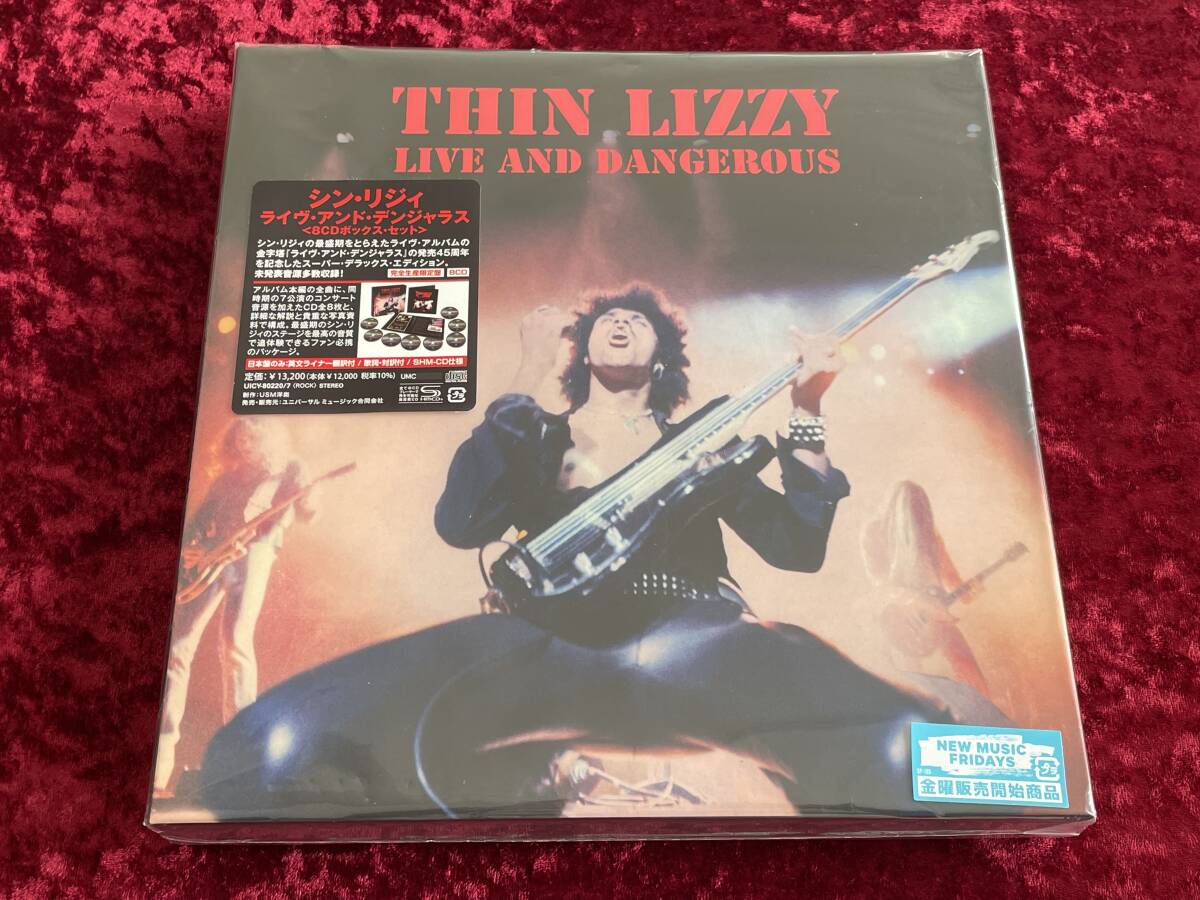 THIN LIZZY
LIVE AND DANGEROUS
シン・リジィ
ライヴ・アンド・デンジャラス
<8CDボックス・セット>
シン・リジィの最盛期をとらえたライヴ・アルバムの
金字塔『ライヴ・アンド・デンジャラス』の発売45周年
を記念したスーパー・デラックス・エディション。
未発表音源多数収録! 完全生産限定盤 8CD
アルバム本編の全曲に、同
時期の7公演のコンサート
音源を加えたCD全8枚と、
詳細な解説と貴重な写真資
料で構成。最盛期のシン・リ
ジィのステージを最高の音質
で追体験できるファン必携
のパッケージ。
日本盤のみ:英文ライナー翻訳付 / 歌詞・対訳付 / SHM-CD仕様
定価:¥13,200(本体¥12,000 税率10%) UMC
UICY-80220/7 (ROCK) STEREO
制作:USM洋楽
発売・販売元:ユニバーサル ミュージック合同会社
NEW MUSIC
FRIDAYS
金曜販売開始商品